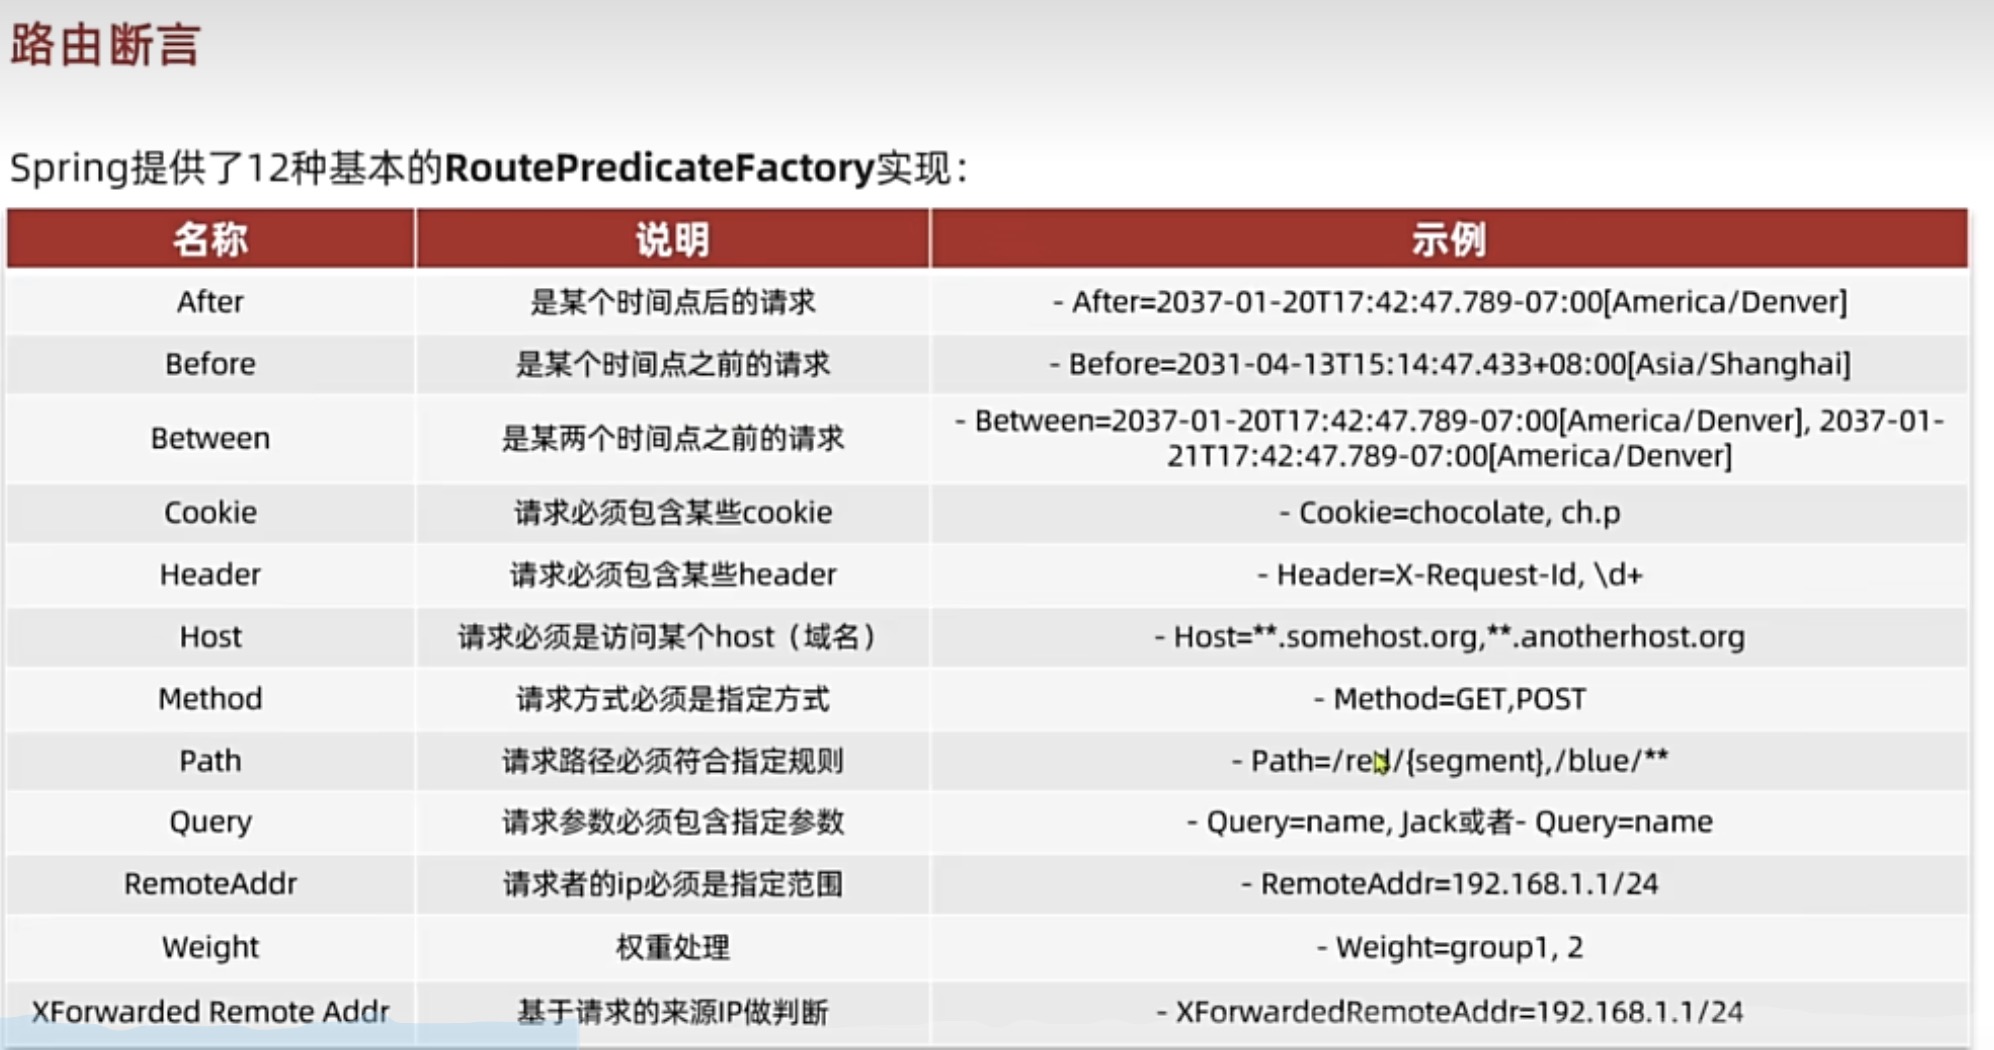 路由断言
Spring提供了12种基本的RoutePredicateFactory实现：
名称 说明 示例
After 是某个时间点后的请求 - After=2037-01-20T17:42:47.789-07:00[America/Denver]
Before 是某个时间点之前的请求 - Before=2031-04-13T15:14:47.433+08:00[Asia/Shanghai]
Between 是某两个时间点之前的请求 - Between=2037-01-20T17:42:47.789-07:00[America/Denver], 2037-01-
21T17:42:47.789-07:00[America/Denver]
Cookie 请求必须包含某些cookie - Cookie=chocolate, ch.p
Header 请求必须包含某些header - Header=X-Request-Id, \d+
Host 请求必须是访问某个host（域名） - Host=**.somehost.org,**.anotherhost.org
Method 请求方式必须是指定方式 - Method=GET,POST
Path 请求路径必须符合指定规则 - Path=/red/{segment},/blue/**
Query 请求参数必须包含指定参数 - Query=name, Jack或者- Query=name
RemoteAddr 请求者的ip必须是指定范围 - RemoteAddr=192.168.1.1/24
Weight 权重处理 - Weight=group1, 2
XForwarded Remote Addr 基于请求的来源IP做判断 - XForwardedRemoteAddr=192.168.1.1/24